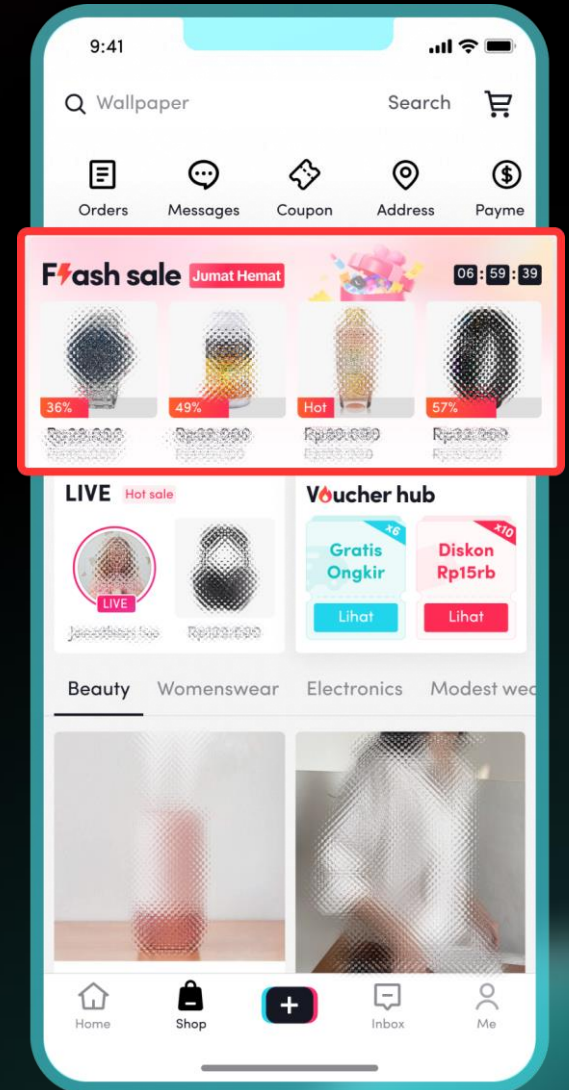 9:41
Wallpaper Search
Orders Messages Coupon Address Payme
Flash sale Jumat Hemat 06:59:39
36% 49% Hot 57%
LIVE Hot sale
LIVE
Voucher hub
x6 x10
Gratis Ongkir
Diskon Rp15rb
Lihat Lihat
Beauty Womenswear Electronics Modest wea
Home Shop Inbox Me